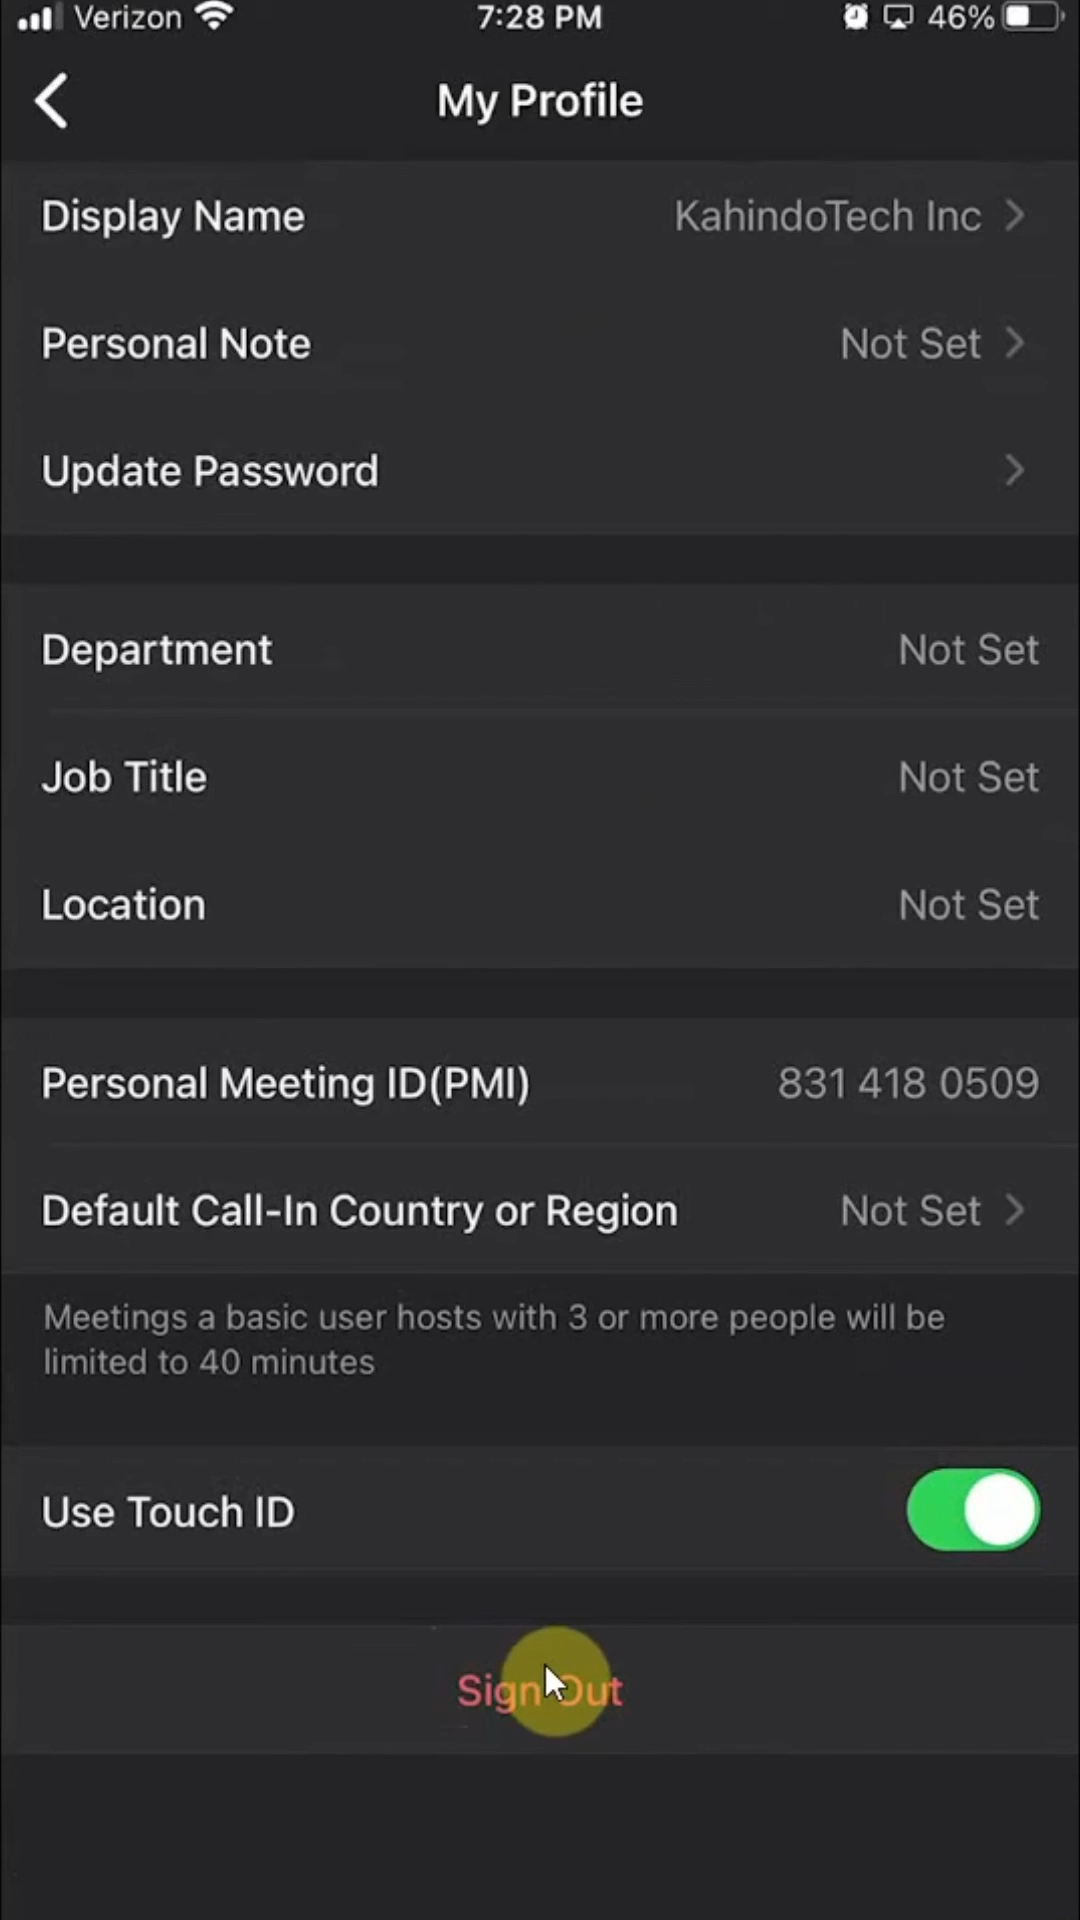 Verizon 7:28 PM 46%
My Profile
Display Name KahindoTech Inc
Personal Note Not Set
Update Password
Department Not Set
Job Title Not Set
Location Not Set
Personal Meeting ID(PMI) 831 418 0509
Default Call-In Country or Region Not Set
Meetings a basic user hosts with 3 or more people will be
limited to 40 minutes
Use Touch ID
Sign Out